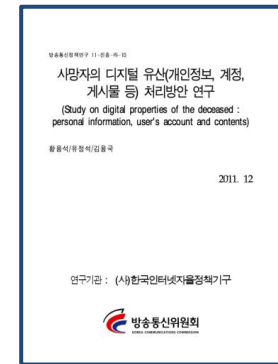 방송통신정책연구 11-진흥-라-10
사망자의 디지털 유산(개인정보, 계정,
게시물 등) 처리방안 연구
(Study on digital properties of the deceased :
personal information, user's account and contents)
황용석/유정석/김용국
2011. 12
연구기관 : (사)한국인터넷자율정책기구
방송통신위원회
KOREA COMMUNICATIONS COMMISSION